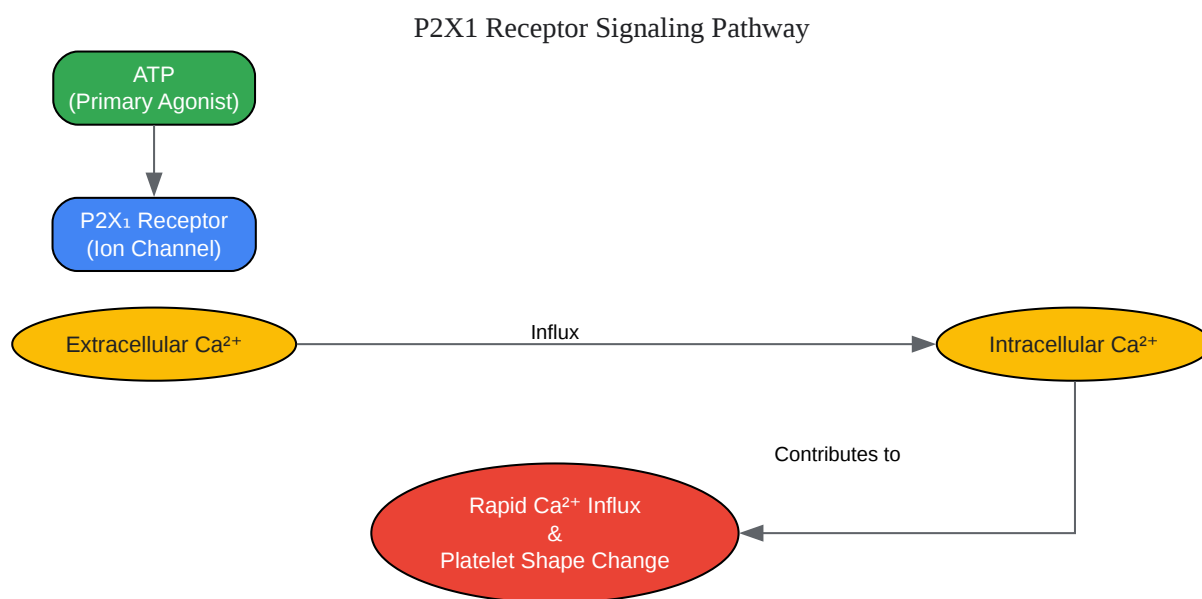 P2X1 Receptor Signaling Pathway
ATP
(Primary Agonist)
P2X₁ Receptor
(Ion Channel)
Extracellular Ca²⁺
Influx
Intracellular Ca²⁺
Contributes to
Rapid Ca²⁺ Influx
&
Platelet Shape Change